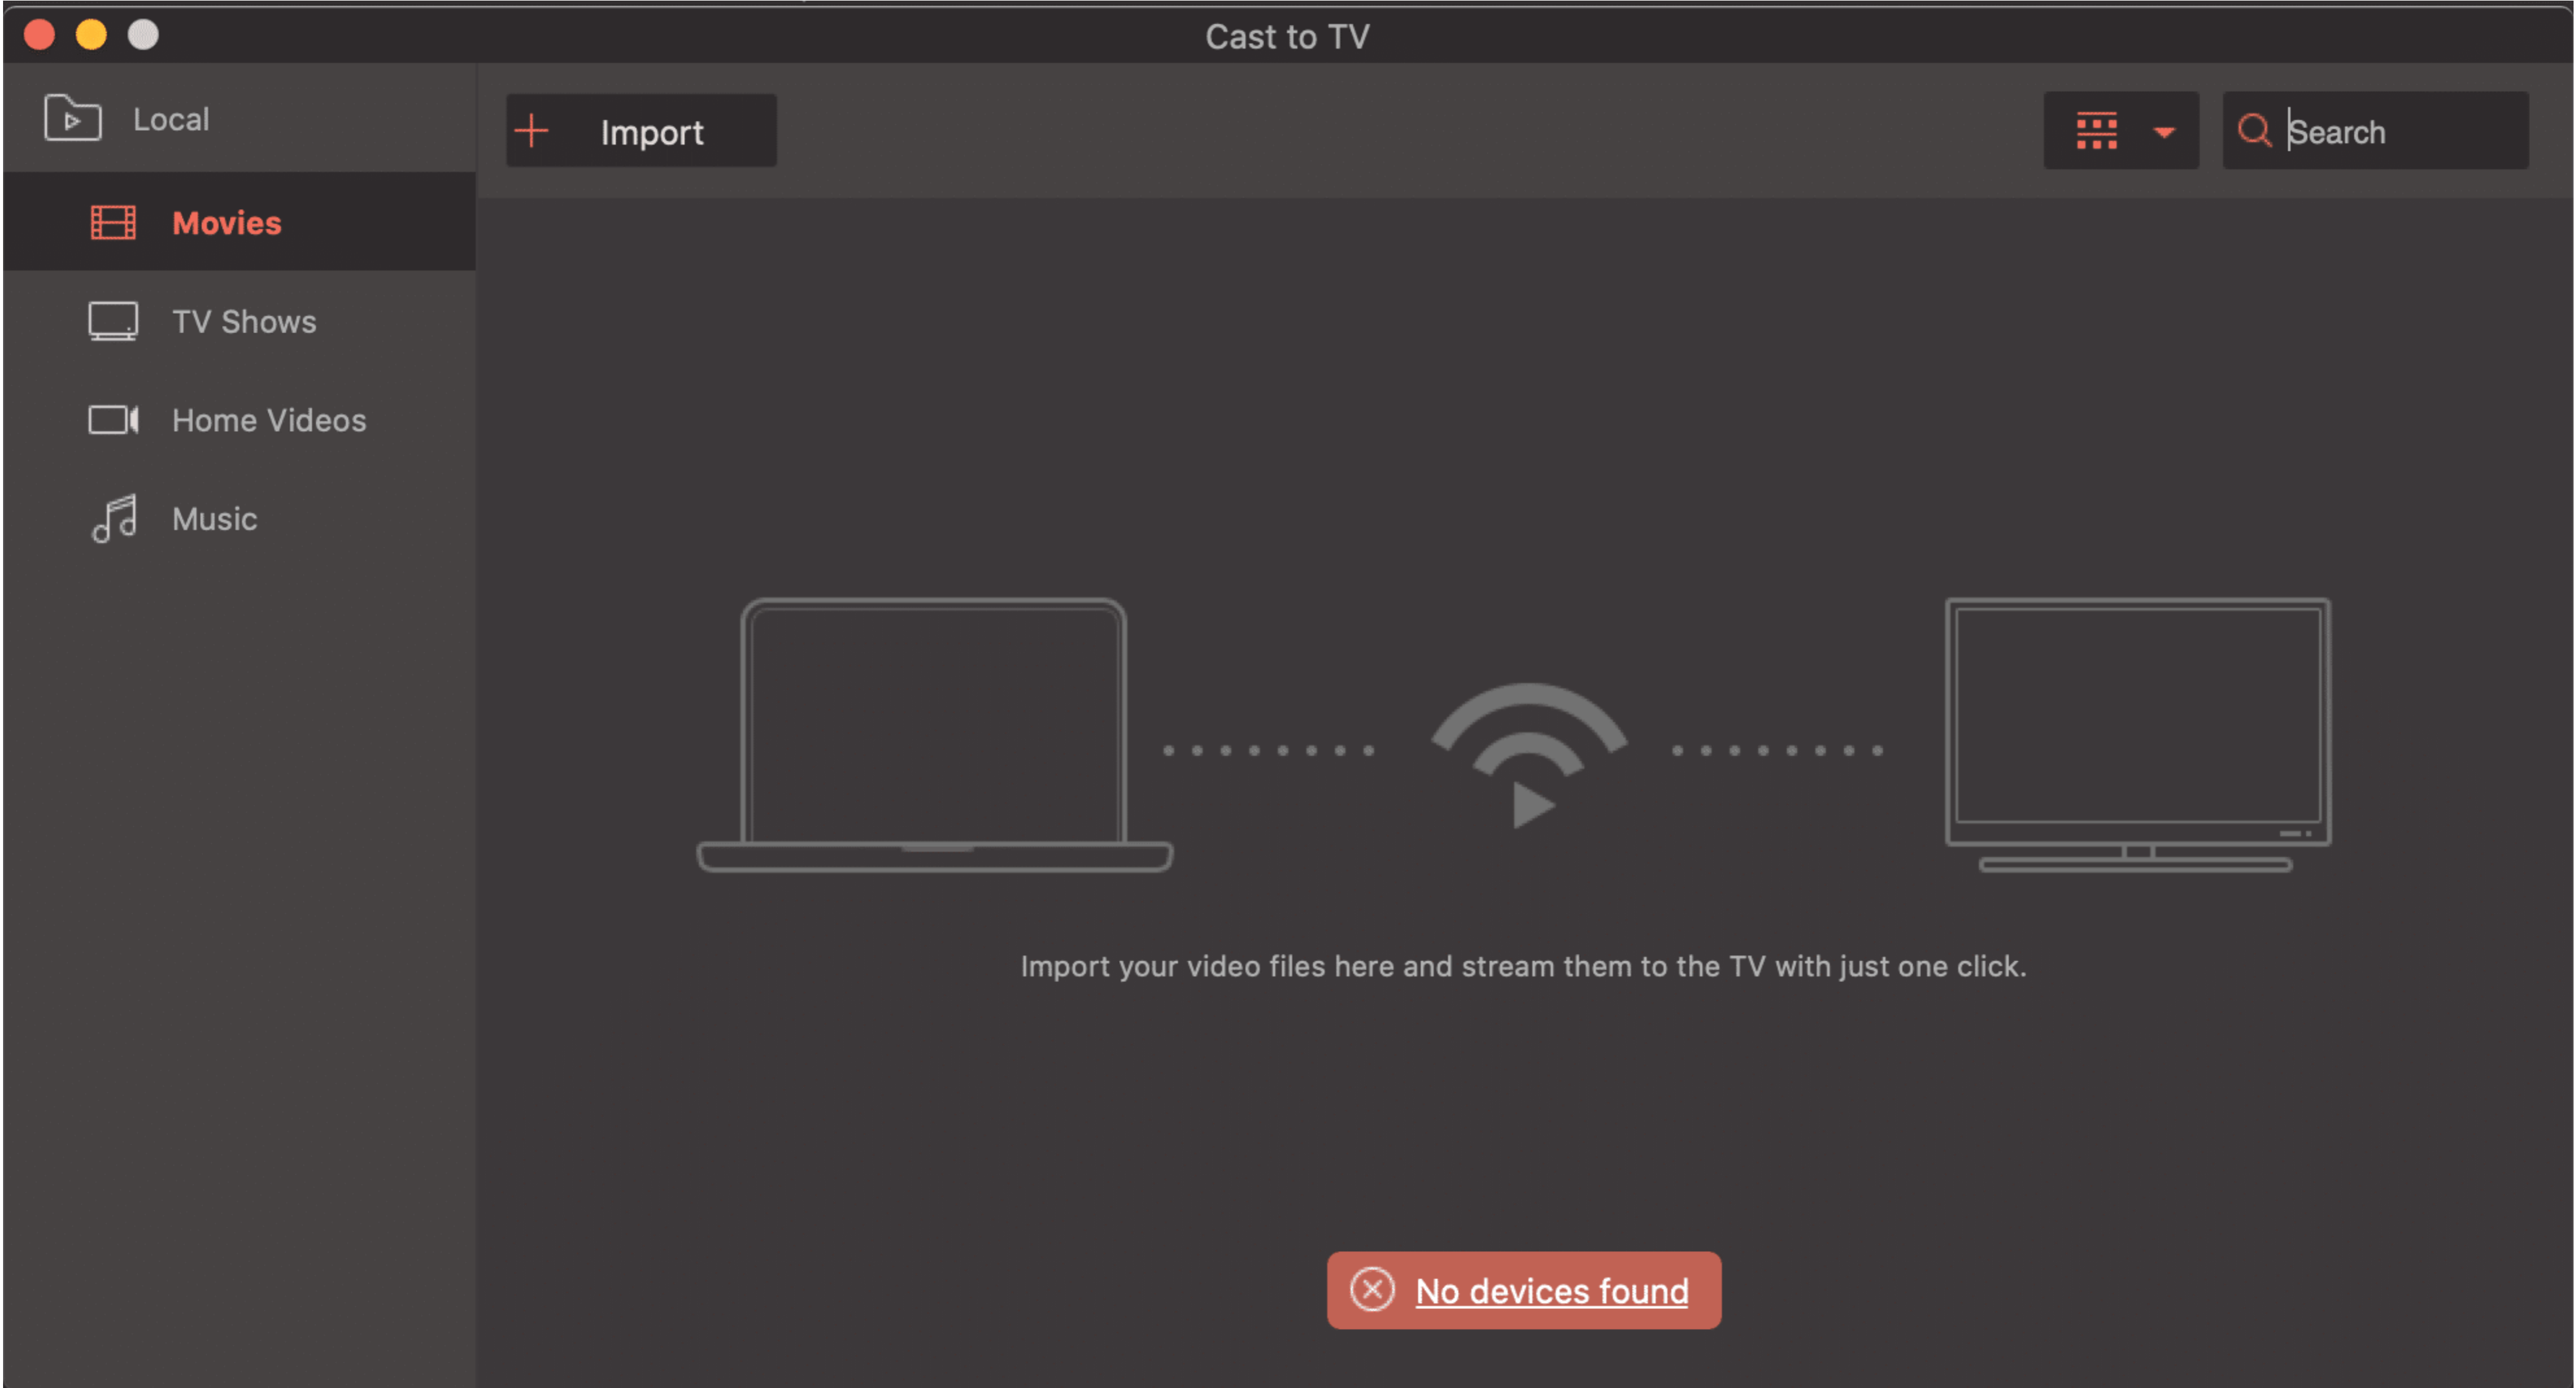 Cast to TV
Local
Import
Search
Movies
TV Shows
Home Videos
Music
Import your video files here and stream them to the TV with just one click.
No devices found